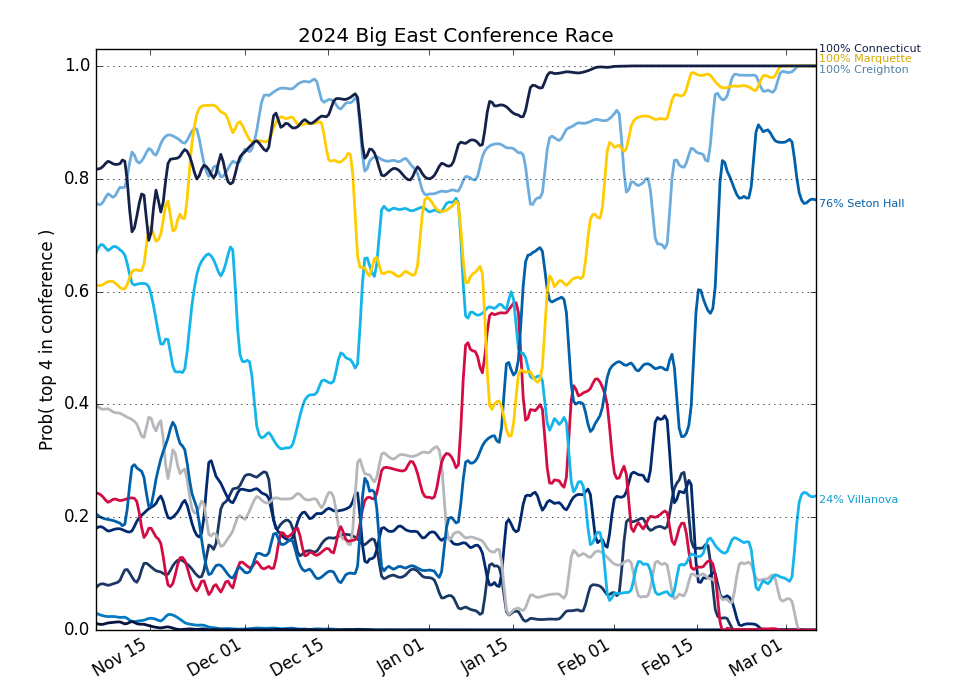 2024 Big East Conference Race
100% Connecticut
100% Marquette
100% Creighton
76% Seton Hall
24% Villanova
Prob( top 4 in conference )
1.0
0.8
0.6
0.4
0.2
0.0
Nov 15
Dec 01
Dec 15
Jan 01
Jan 15
Feb 01
Feb 15
Mar 01